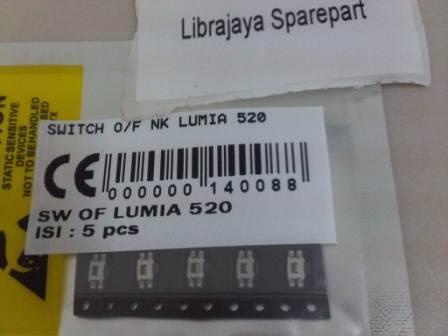 Librajaya Sparepart
SWITCH O/F NK LUMIA 520
CE
000000 140088
SW OF LUMIA 520
ISI : 5 pcs
STATIC SENSITIVE
DEVICES
NOT TO BE HANDLED